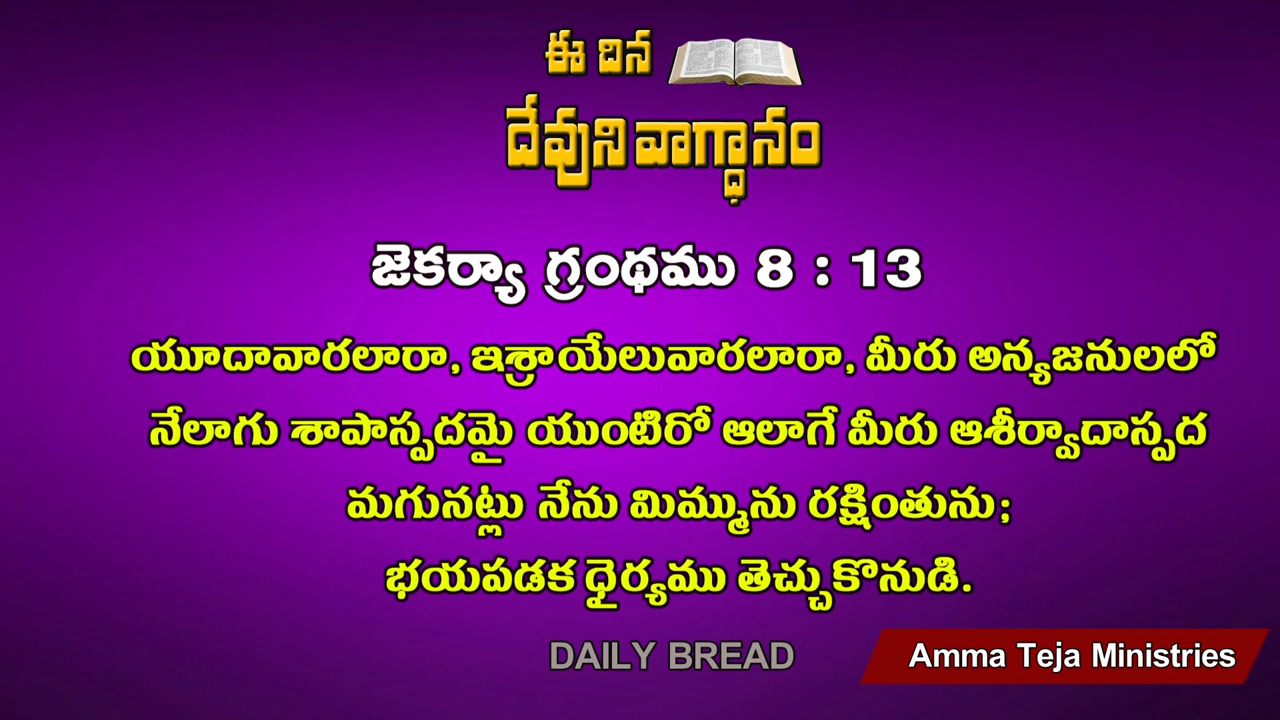 ఈ దిన
దేవుని వాగ్ధానం
జెకర్యా గ్రంథము 8 : 13
యూదావారలారా, ఇశ్రాయేలువారలారా, మీరు అన్యజనులలో
నేలాగు శాపాస్పదమై యుంటిరో ఆలాగే మీరు ఆశీర్వాదాస్పద
మగునట్లు నేను మిమ్మును రక్షింతును;
భయపడక ధైర్యము తెచ్చుకొనుడి.
DAILY BREAD
Amma Teja Ministries